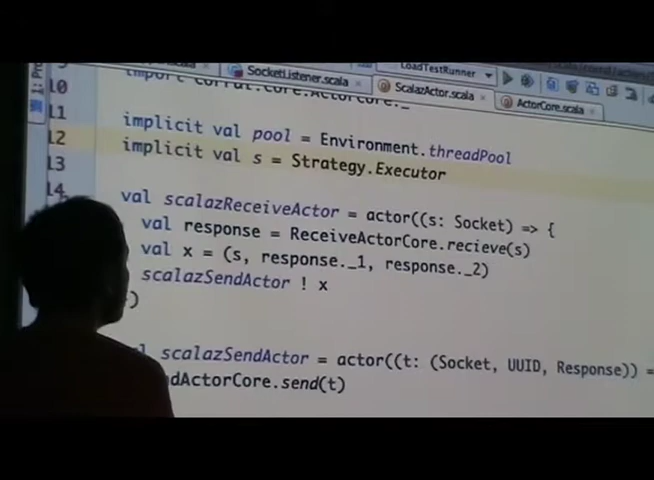 SocketListener.scala
LoadTestRunner
ScalazActor.scala
ActorCore.scala
10
11 implicit val pool = Environment.threadPool
12 implicit val s = Strategy.Executor
13
14 val scalazReceiveActor = actor((s: Socket) => {
val response = ReceiveActorCore.recieve(s)
val x = (s, response._1, response._2)
scalazSendActor ! x
)
scalazSendActor = actor((t: (Socket, UUID, Response)) =
dActorCore.send(t)